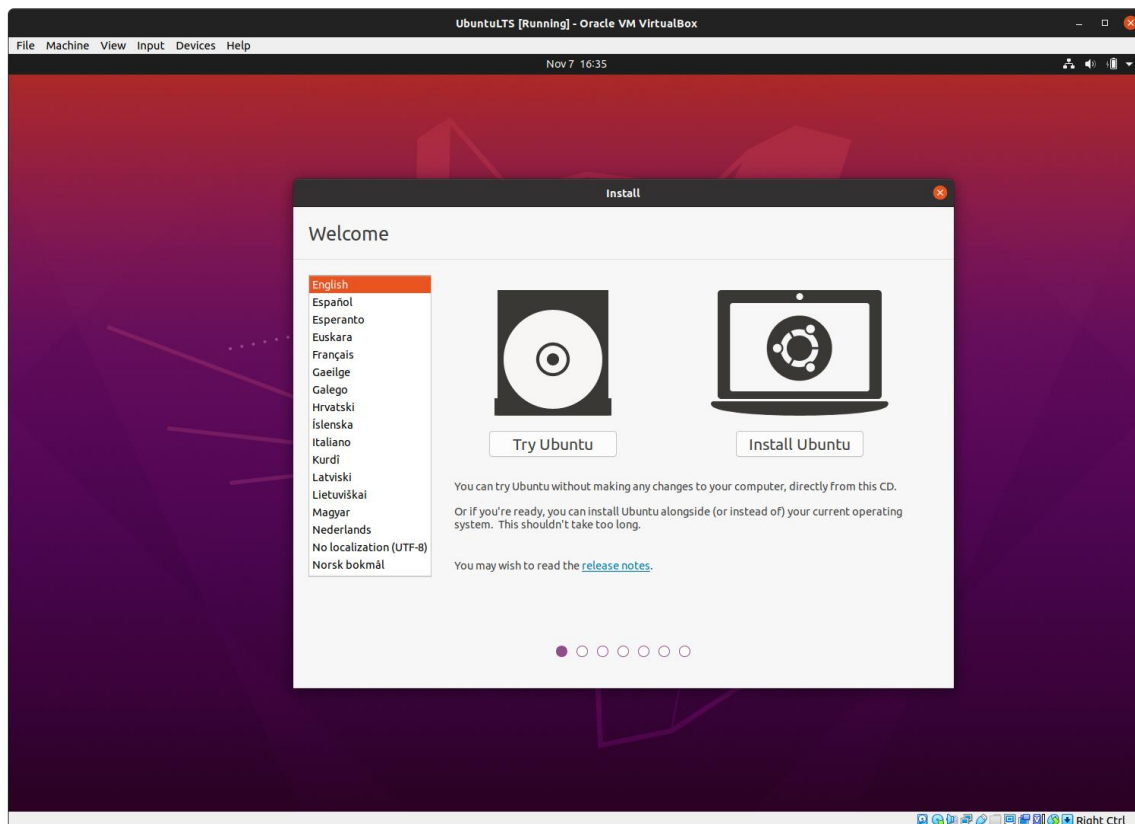 UbuntuLTS [Running] - Oracle VM VirtualBox
File Machine View Input Devices Help
Nov 7 16:35
Install
Welcome
English
Español
Esperanto
Euskara
Français
Gaeilge
Galego
Hrvatski
Íslenska
Italiano
Kurdî
Latviski
Lietuviškai
Magyar
Nederlands
No localization (UTF-8)
Norsk bokmål
Try Ubuntu
Install Ubuntu
You can try Ubuntu without making any changes to your computer, directly from this CD.
Or if you're ready, you can install Ubuntu alongside (or instead of) your current operating
system. This shouldn't take too long.
You may wish to read the release notes.
Right Ctrl